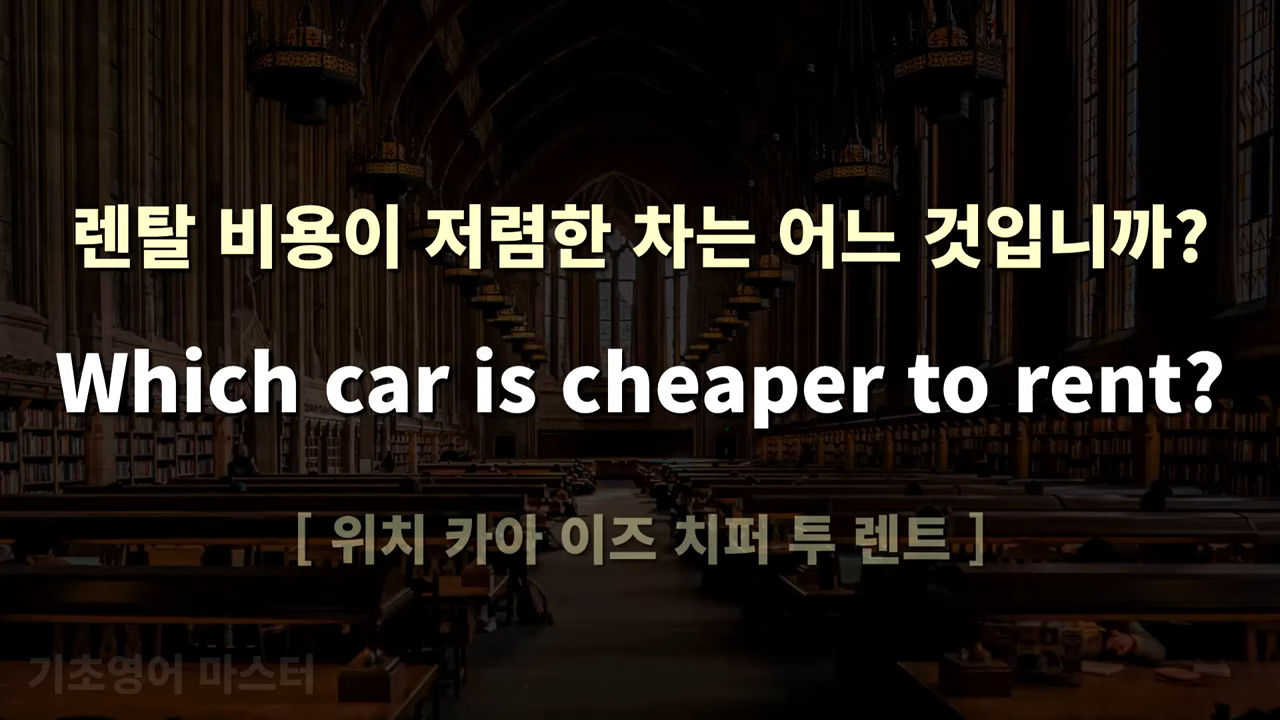 렌탈 비용이 저렴한 차는 어느 것입니까?
Which car is cheaper to rent?
[ 위치 카아 이즈 치퍼 투 렌트 ]
기초영어 마스터